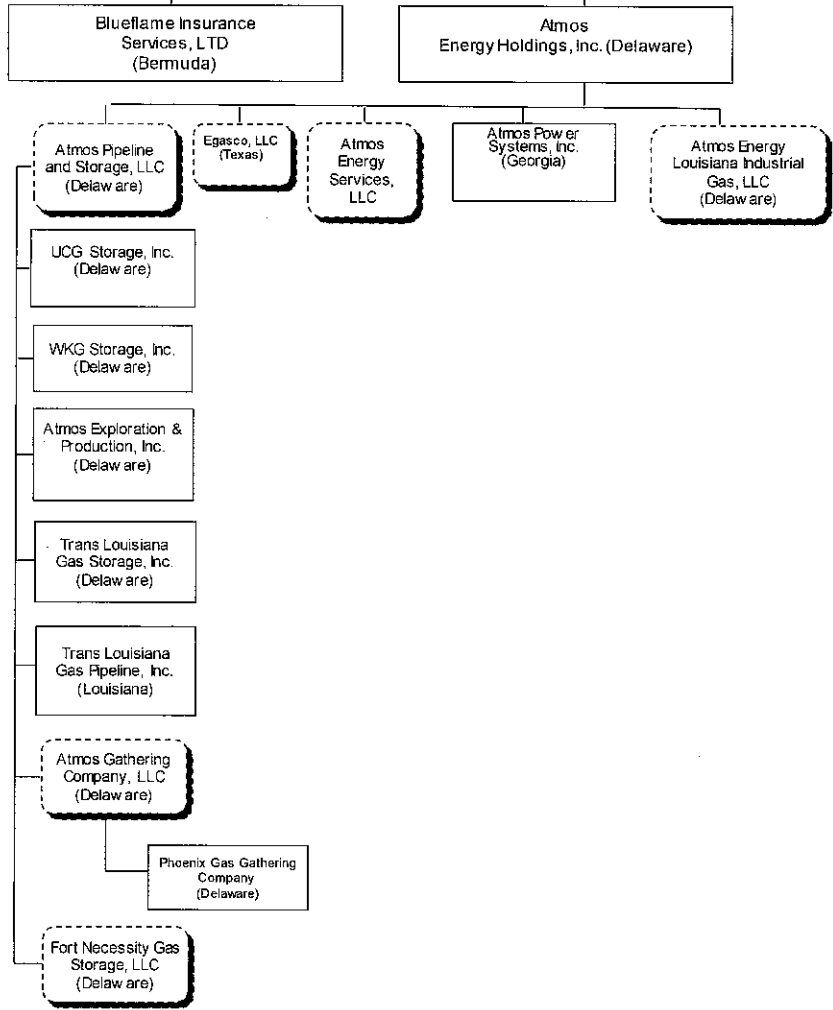 Blueflame Insurance
Services, LTD
(Bermuda)
Atmos
Energy Holdings, Inc. (Delaware)
Atmos Pipeline
and Storage, LLC
(Delaware)
Egasco, LLC
(Texas)
Atmos
Energy
Services,
LLC
Atmos Power
Systems, Inc.
(Georgia)
Atmos Energy
Louisiana Industrial
Gas, LLC
(Delaware)
UCG Storage, Inc.
(Delaware)
WKG Storage, Inc.
(Delaware)
Atmos Exploration &
Production, Inc.
(Delaware)
Trans Louisiana
Gas Storage, Inc.
(Delaware)
Trans Louisiana
Gas Pipeline, Inc.
(Louisiana)
Atmos Gathering
Company, LLC
(Delaware)
Phoenix Gas Gathering
Company
(Delaware)
Fort Necessity Gas
Storage, LLC
(Delaware)